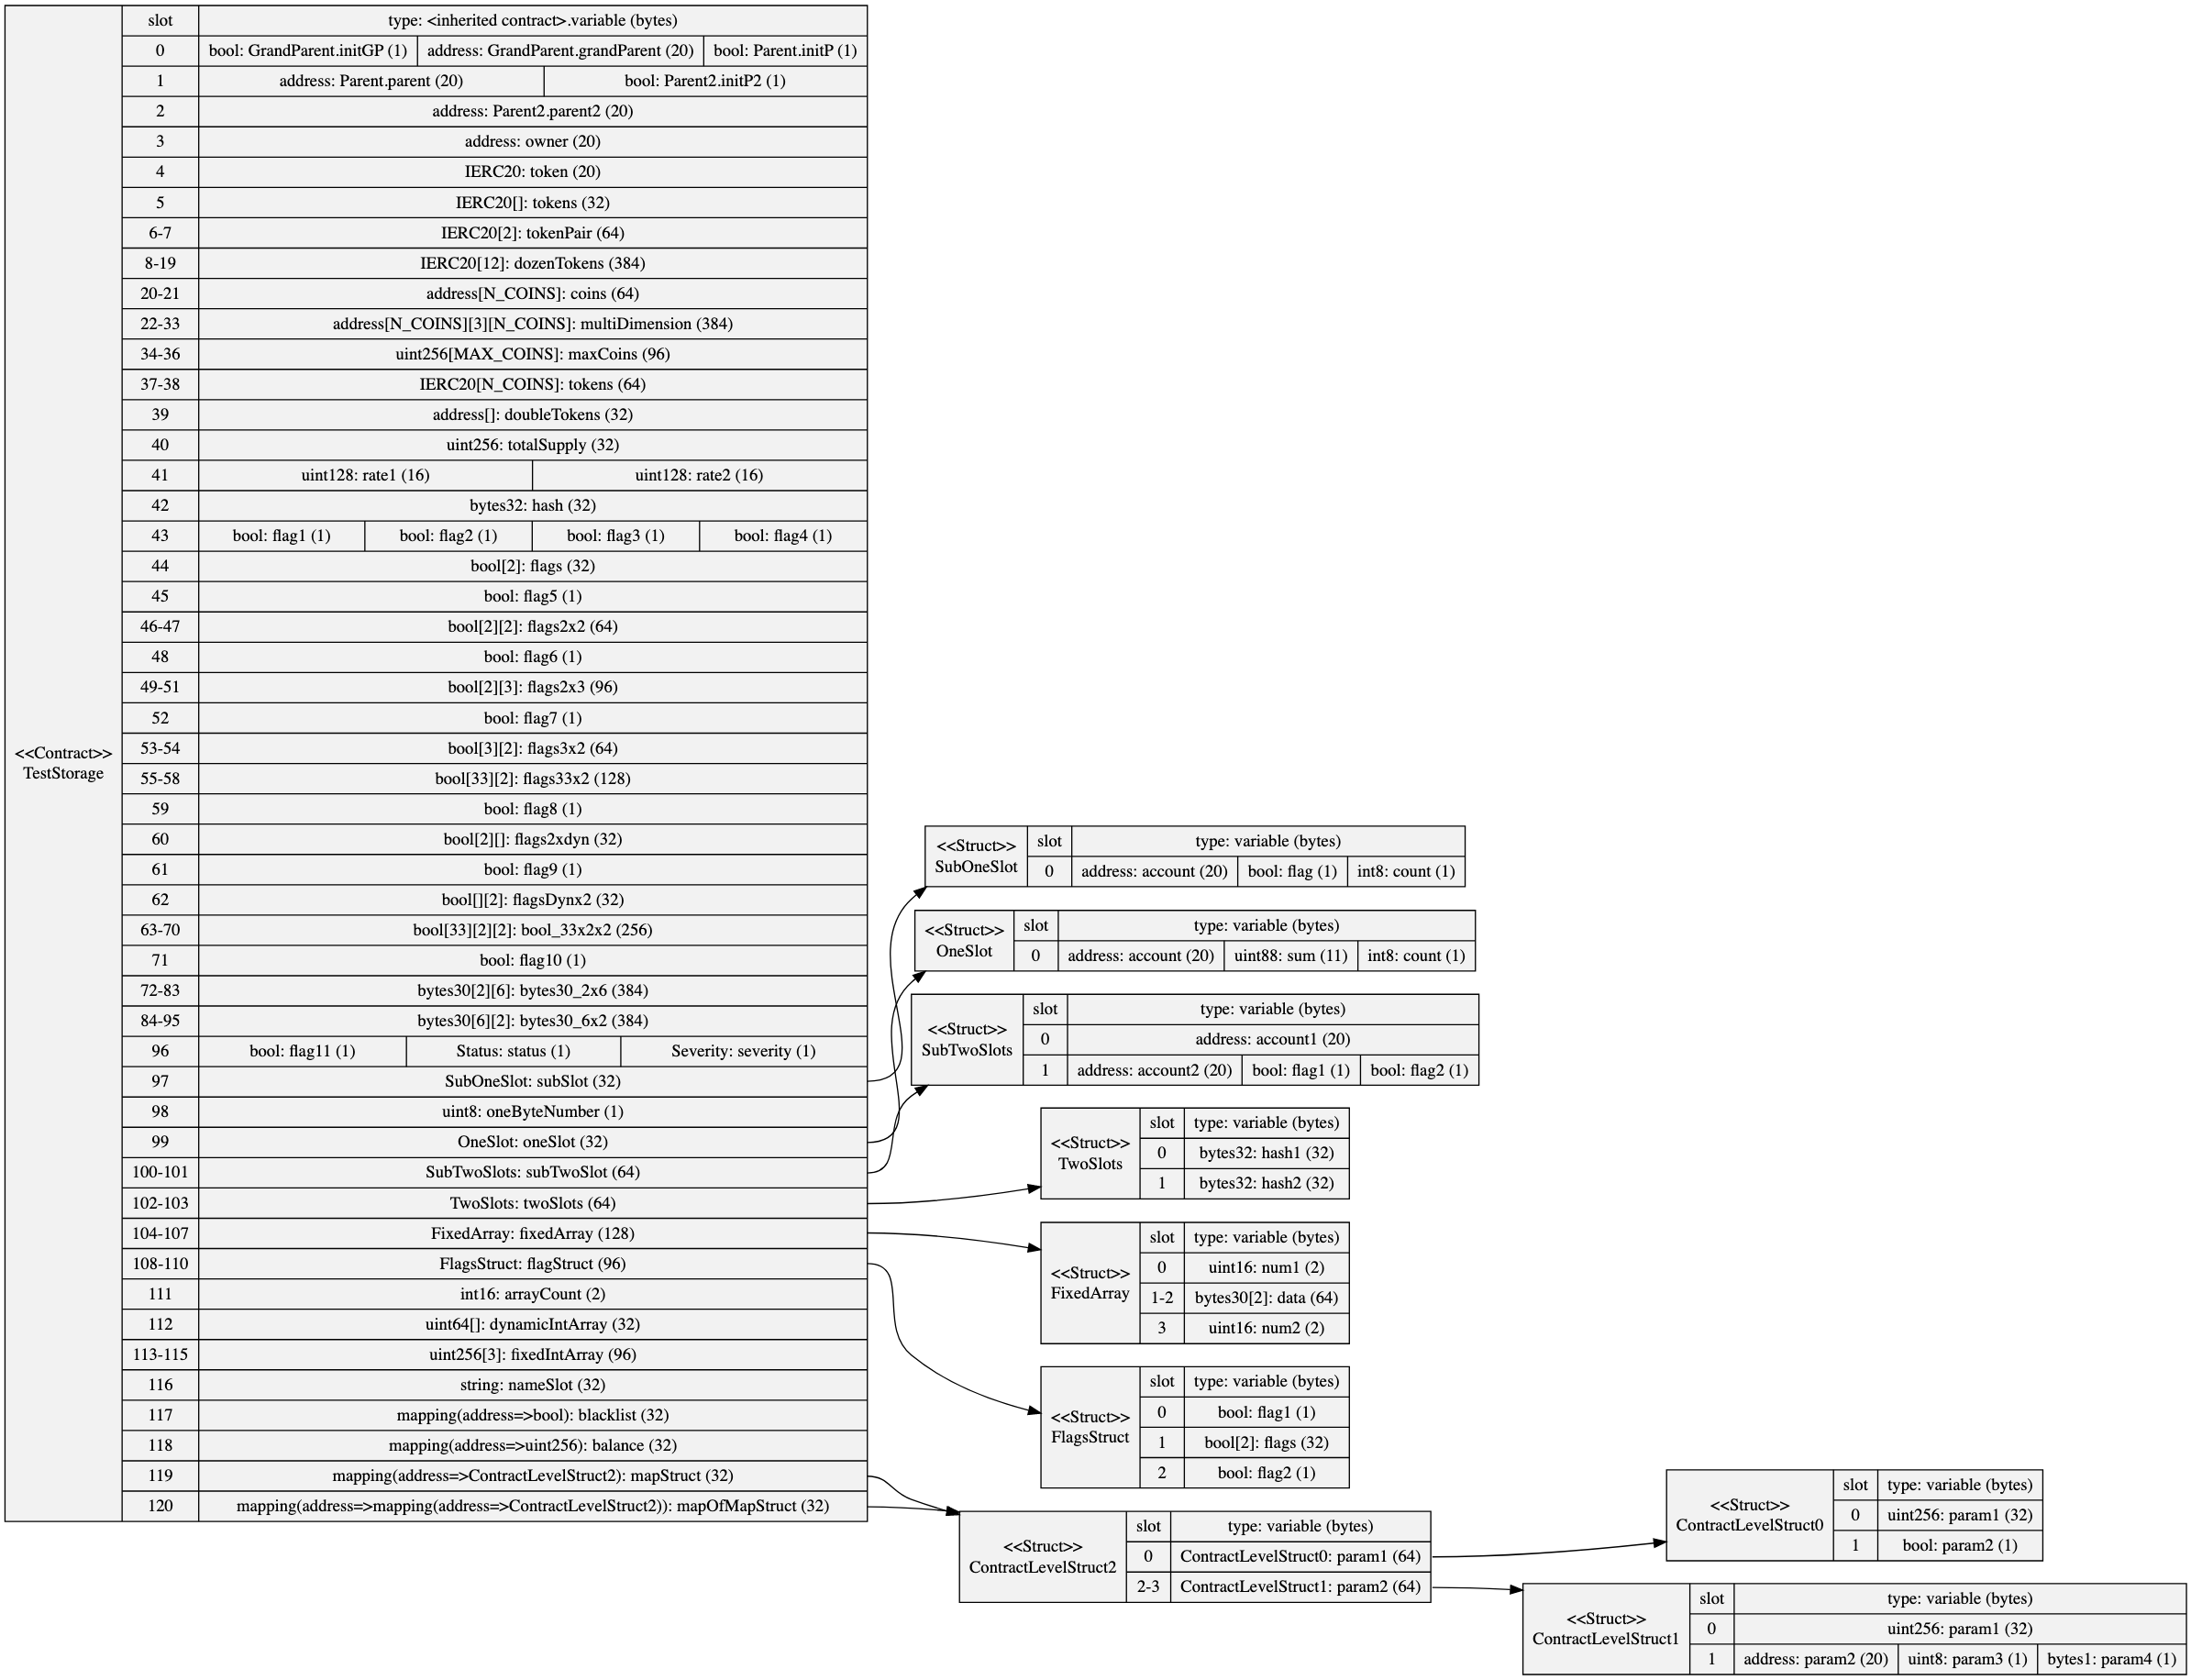 <<Contract>>
TestStorage
slot type: <inherited contract>.variable (bytes)
0 bool: GrandParent.initGP (1) address: GrandParent.grandParent (20) bool: Parent.initP (1)
1 address: Parent.parent (20) bool: Parent2.initP2 (1)
2 address: Parent2.parent2 (20)
3 address: owner (20)
4 IERC20: token (20)
5 IERC20[]: tokens (32)
6-7 IERC20[2]: tokenPair (64)
8-19 IERC20[12]: dozenTokens (384)
20-21 address[N_COINS]: coins (64)
22-33 address[N_COINS][3][N_COINS]: multiDimension (384)
34-36 uint256[MAX_COINS]: maxCoins (96)
37-38 IERC20[N_COINS]: tokens (64)
39 address[]: doubleTokens (32)
40 uint256: totalSupply (32)
41 uint128: rate1 (16) uint128: rate2 (16)
42 bytes32: hash (32)
43 bool: flag1 (1) bool: flag2 (1) bool: flag3 (1) bool: flag4 (1)
44 bool[2]: flags (32)
45 bool: flag5 (1)
46-47 bool[2][2]: flags2x2 (64)
48 bool: flag6 (1)
49-51 bool[2][3]: flags2x3 (96)
52 bool: flag7 (1)
53-54 bool[3][2]: flags3x2 (64)
55-58 bool[33][2]: flags33x2 (128)
59 bool: flag8 (1)
60 bool[2][]: flags2xdyn (32)
61 bool: flag9 (1)
62 bool[][2]: flagsDynx2 (32)
63-70 bool[33][2][2]: bool_33x2x2 (256)
71 bool: flag10 (1)
72-83 bytes30[2][6]: bytes30_2x6 (384)
84-95 bytes30[6][2]: bytes30_6x2 (384)
96 bool: flag11 (1) Status: status (1) Severity: severity (1)
97 SubOneSlot: subSlot (32)
98 uint8: oneByteNumber (1)
99 OneSlot: oneSlot (32)
100-101 SubTwoSlots: subTwoSlot (64)
102-103 TwoSlots: twoSlots (64)
104-107 FixedArray: fixedArray (128)
108-110 FlagsStruct: flagStruct (96)
111 int16: arrayCount (2)
112 uint64[]: dynamicIntArray (32)
113-115 uint256[3]: fixedIntArray (96)
116 string: nameSlot (32)
117 mapping(address=>bool): blacklist (32)
118 mapping(address=>uint256): balance (32)
119 mapping(address=>ContractLevelStruct2): mapStruct (32)
120 mapping(address=>mapping(address=>ContractLevelStruct2)): mapOfMapStruct (32)
<<Struct>>
SubOneSlot
slot type: variable (bytes)
0 address: account (20) bool: flag (1) int8: count (1)
<<Struct>>
OneSlot
slot type: variable (bytes)
0 address: account (20) uint88: sum (11) int8: count (1)
<<Struct>>
SubTwoSlots
slot type: variable (bytes)
0 address: account1 (20)
1 address: account2 (20) bool: flag1 (1) bool: flag2 (1)
<<Struct>>
TwoSlots
slot type: variable (bytes)
0 bytes32: hash1 (32)
1 bytes32: hash2 (32)
<<Struct>>
FixedArray
slot type: variable (bytes)
0 uint16: num1 (2)
1-2 bytes30[2]: data (64)
3 uint16: num2 (2)
<<Struct>>
FlagsStruct
slot type: variable (bytes)
0 bool: flag1 (1)
1 bool[2]: flags (32)
2 bool: flag2 (1)
<<Struct>>
ContractLevelStruct2
slot type: variable (bytes)
0 ContractLevelStruct0: param1 (64)
2-3 ContractLevelStruct1: param2 (64)
<<Struct>>
ContractLevelStruct0
slot type: variable (bytes)
0 uint256: param1 (32)
1 bool: param2 (1)
<<Struct>>
ContractLevelStruct1
slot type: variable (bytes)
0 uint256: param1 (32)
1 address: param2 (20) uint8: param3 (1) bytes1: param4 (1)